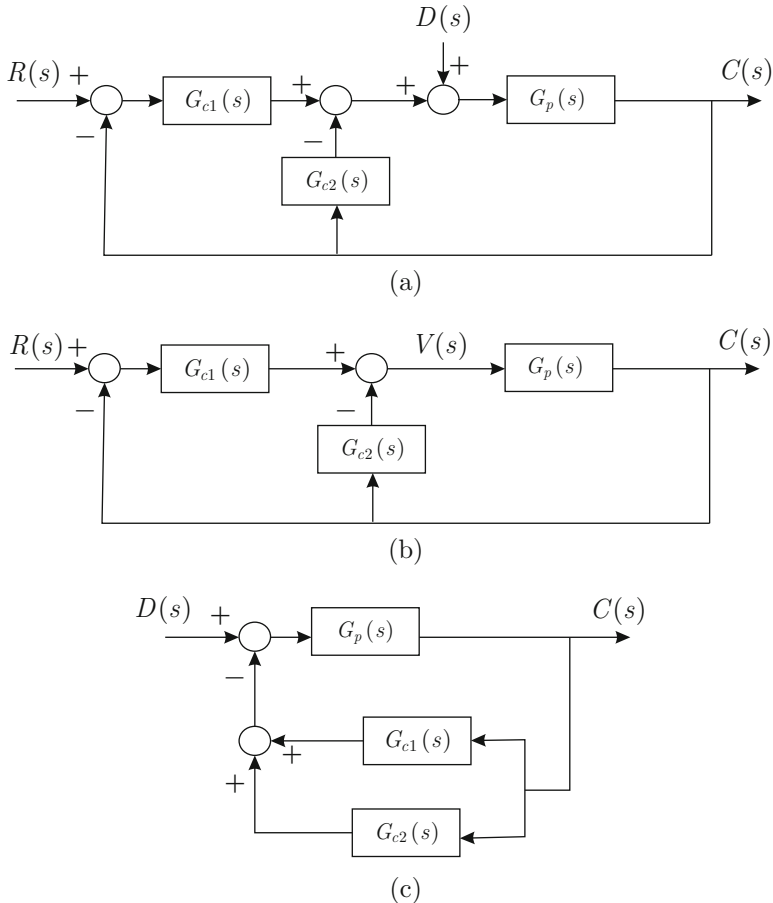 D(s)
R(s) + G_{c1}(s) + + + G_p(s) C(s)
−
−
G_{c2}(s)
(a)
R(s) + G_{c1}(s) + V(s) G_p(s) C(s)
−
−
G_{c2}(s)
(b)
D(s) + G_p(s) C(s)
−
+ G_{c1}(s)
+
G_{c2}(s)
(c)